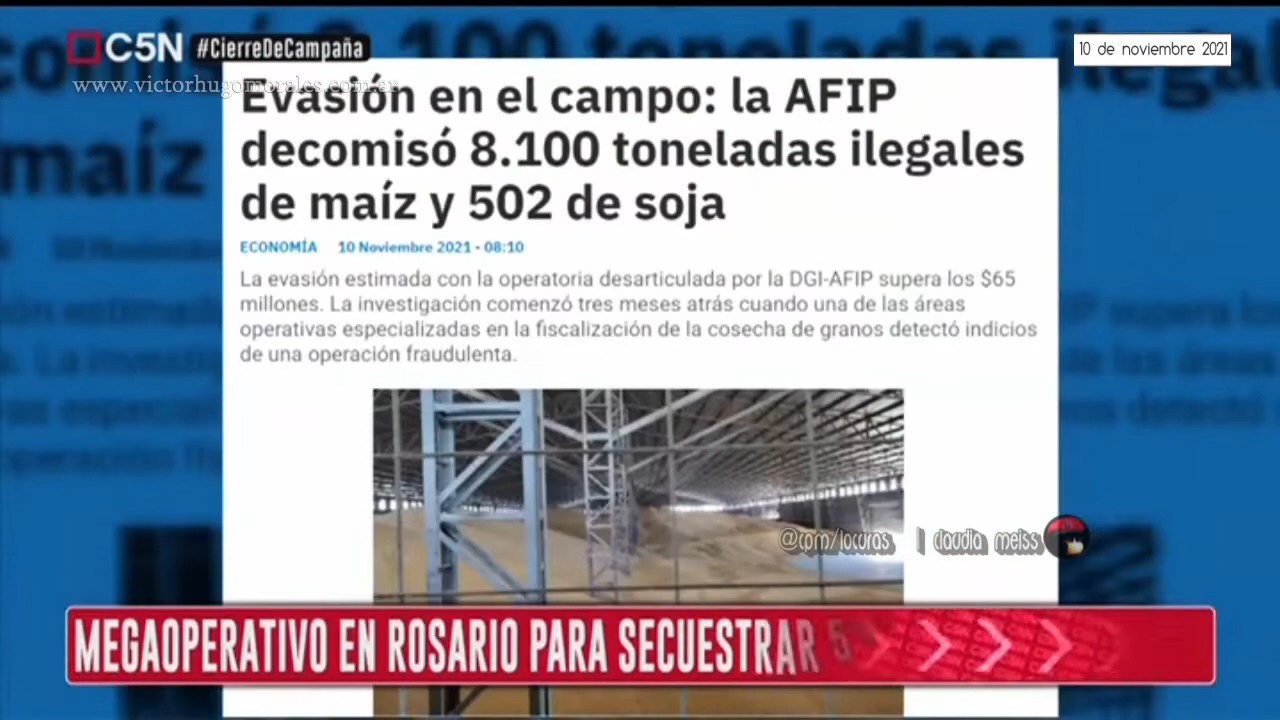 C5N #CierreDeCampaña
10 de noviembre 2021
www.victorhugomorales.com.ar
Evasión en el campo: la AFIP
decomisó 8.100 toneladas ilegales
de maíz y 502 de soja
ECONOMÍA 10 Noviembre 2021 - 08:10
La evasión estimada con la operatoria desarticulada por la DGI-AFIP supera los $65
millones. La investigación comenzó tres meses atrás cuando una de las áreas
operativas especializadas en la fiscalización de la cosecha de granos detectó indicios
de una operación fraudulenta.
@cpm/locuras | claudia meiss
MEGAOPERATIVO EN ROSARIO PARA SECUESTRAR